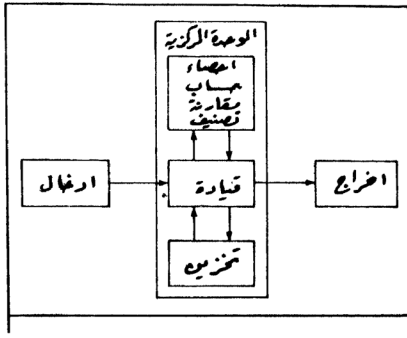 الوحدة المركزية
احصاء
حساب
مقارنة
تصنيف
ادخال
قيادة
اخراج
تخزين